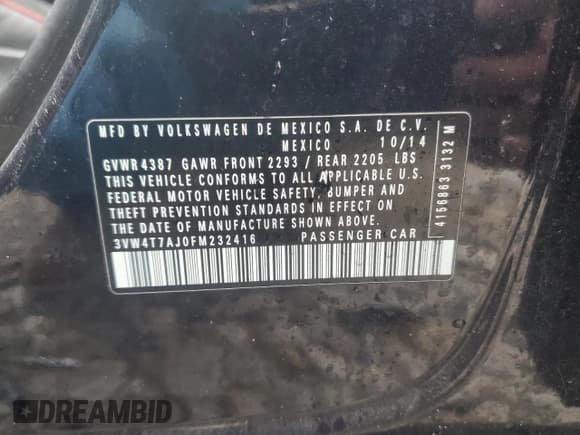 MFD BY VOLKSWAGEN DE MEXICO S.A. DE C.V.
MEXICO 10/14
GVWR 4387 GAWR FRONT 2293 / REAR 2205 LBS
THIS VEHICLE CONFORMS TO ALL APPLICABLE U.S.
FEDERAL MOTOR VEHICLE SAFETY, BUMPER AND
THEFT PREVENTION STANDARDS IN EFFECT ON
THE DATE OF MANUFACTURE SHOWN ABOVE.
3VW4T7AJ0FM232416 PASSENGER CAR
4156863 3132 M
DREAMBID